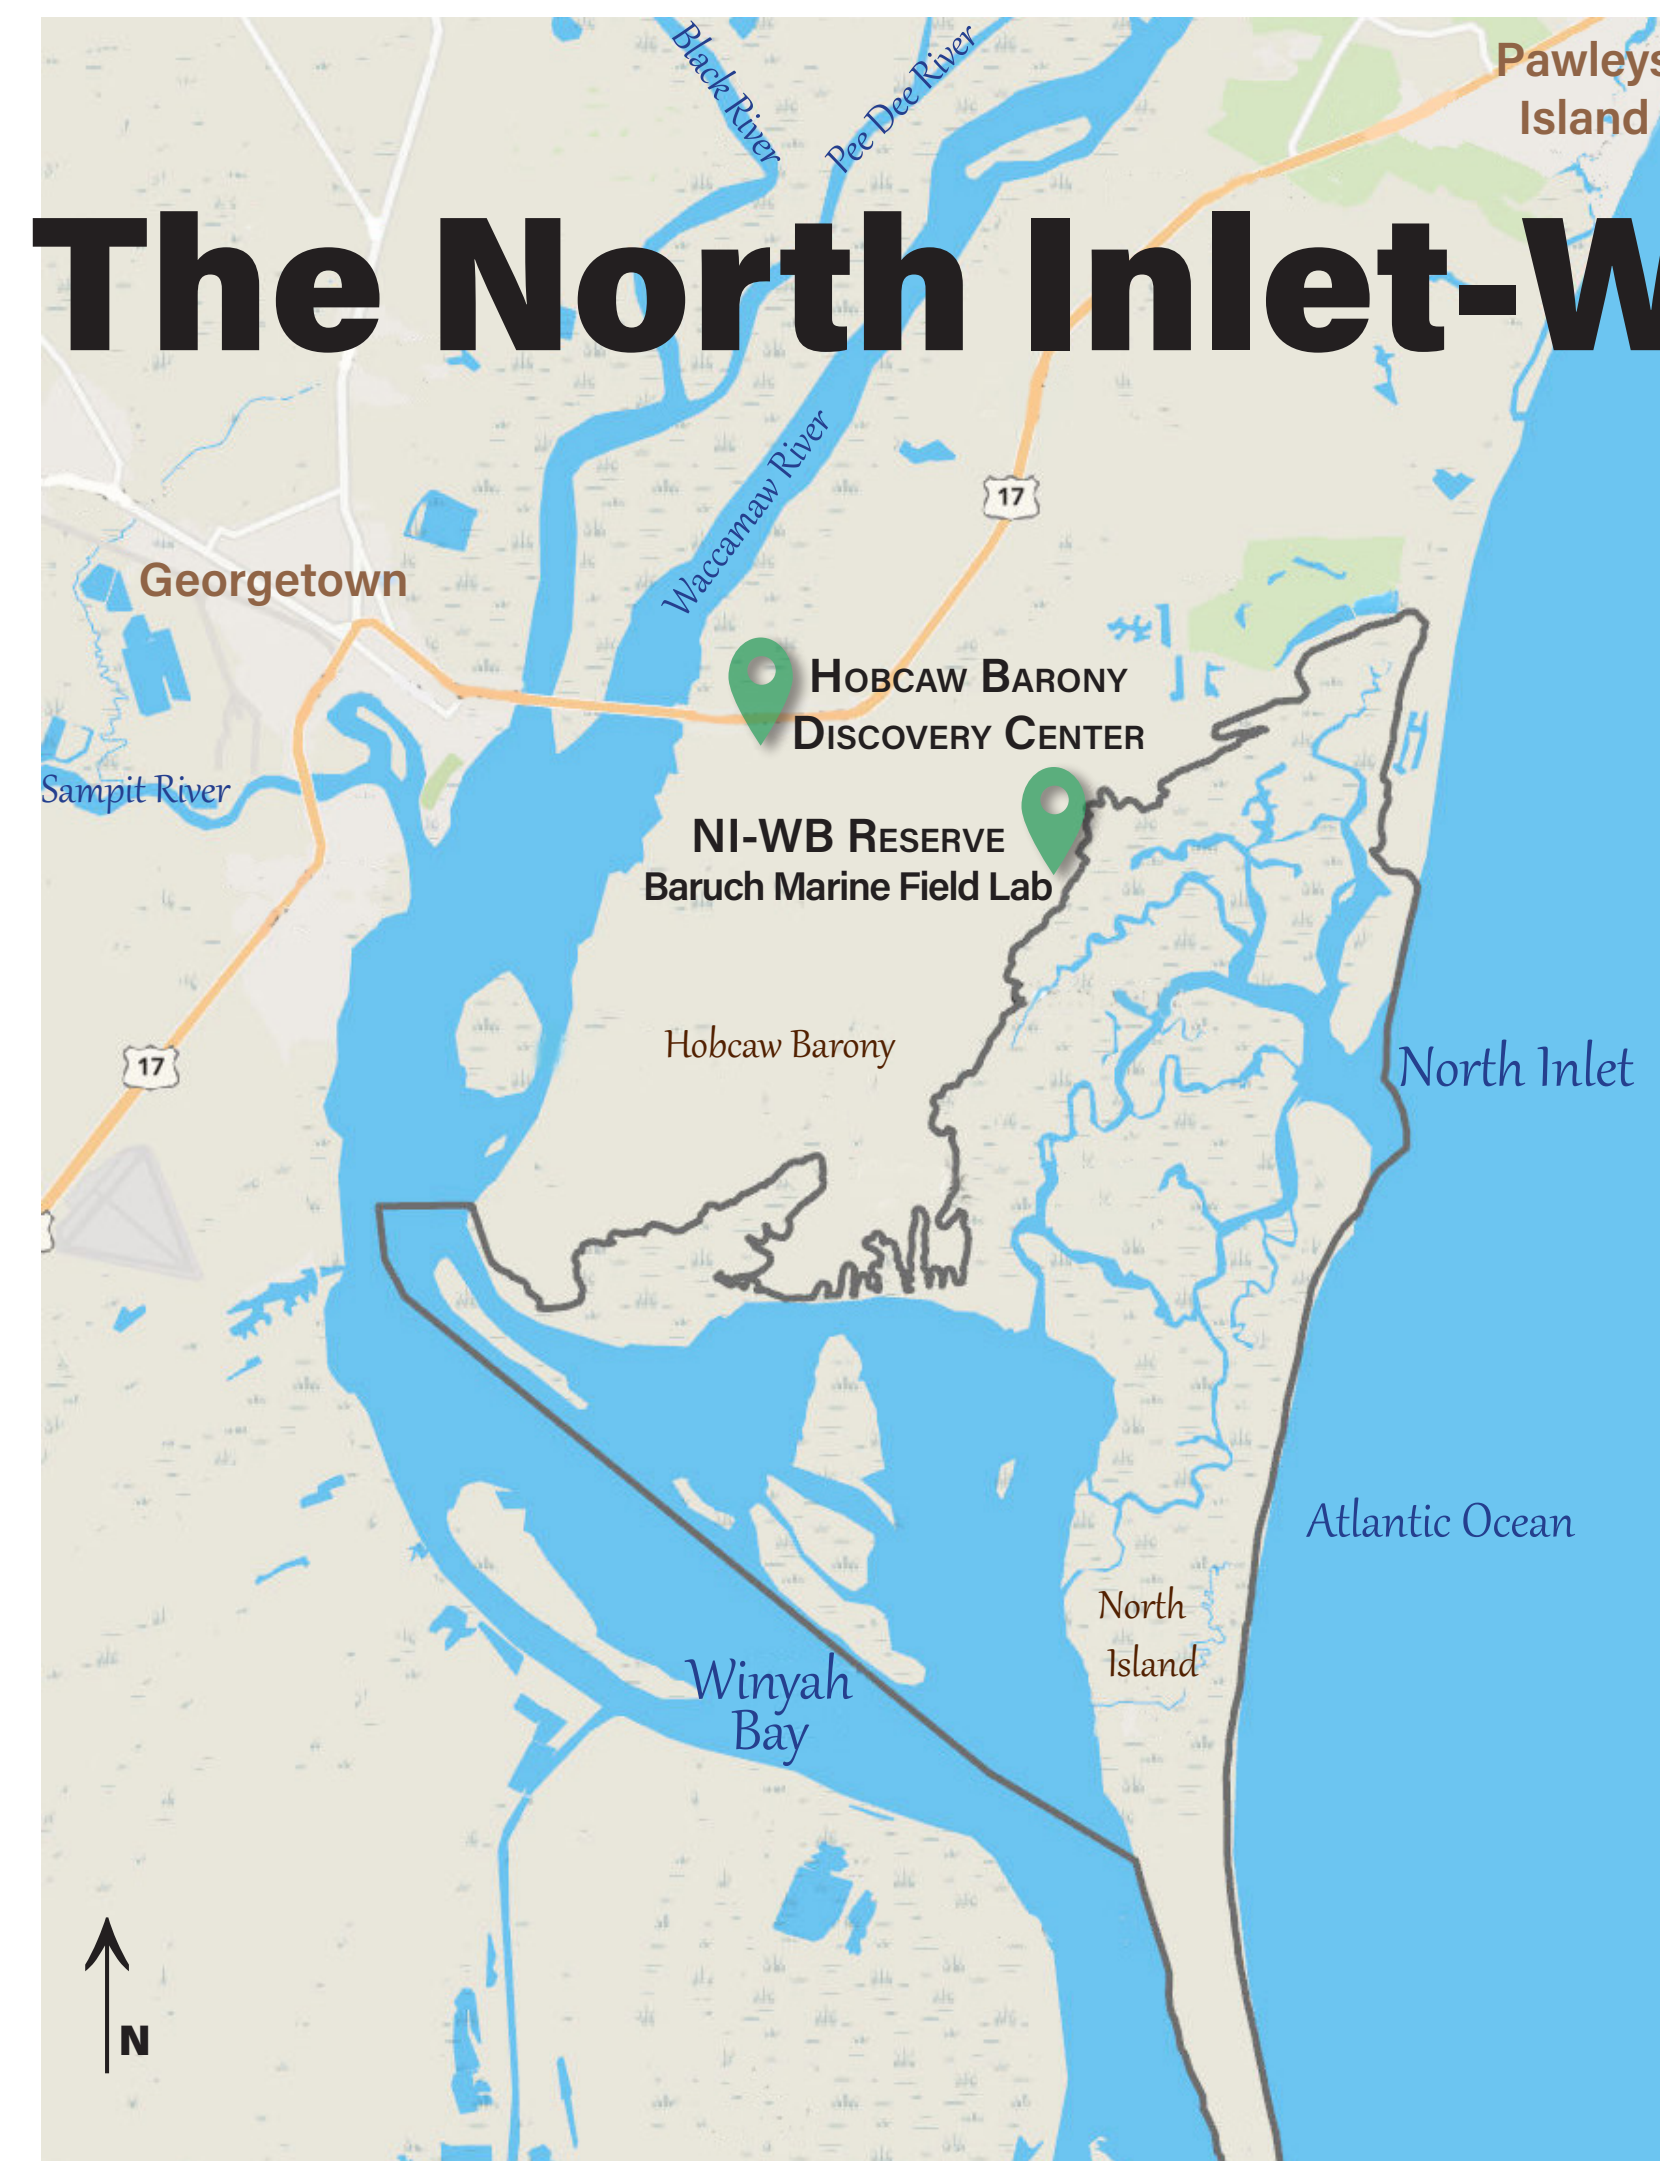 Black River
Pee Dee River
Pawleys
Island
The North Inlet-W
Waccamaw River
17
Georgetown
Hobcaw Barony
Discovery Center
Sampit River
NI-WB Reserve
Baruch Marine Field Lab
Hobcaw Barony
North Inlet
17
Atlantic Ocean
North
Island
Winyah
Bay
N